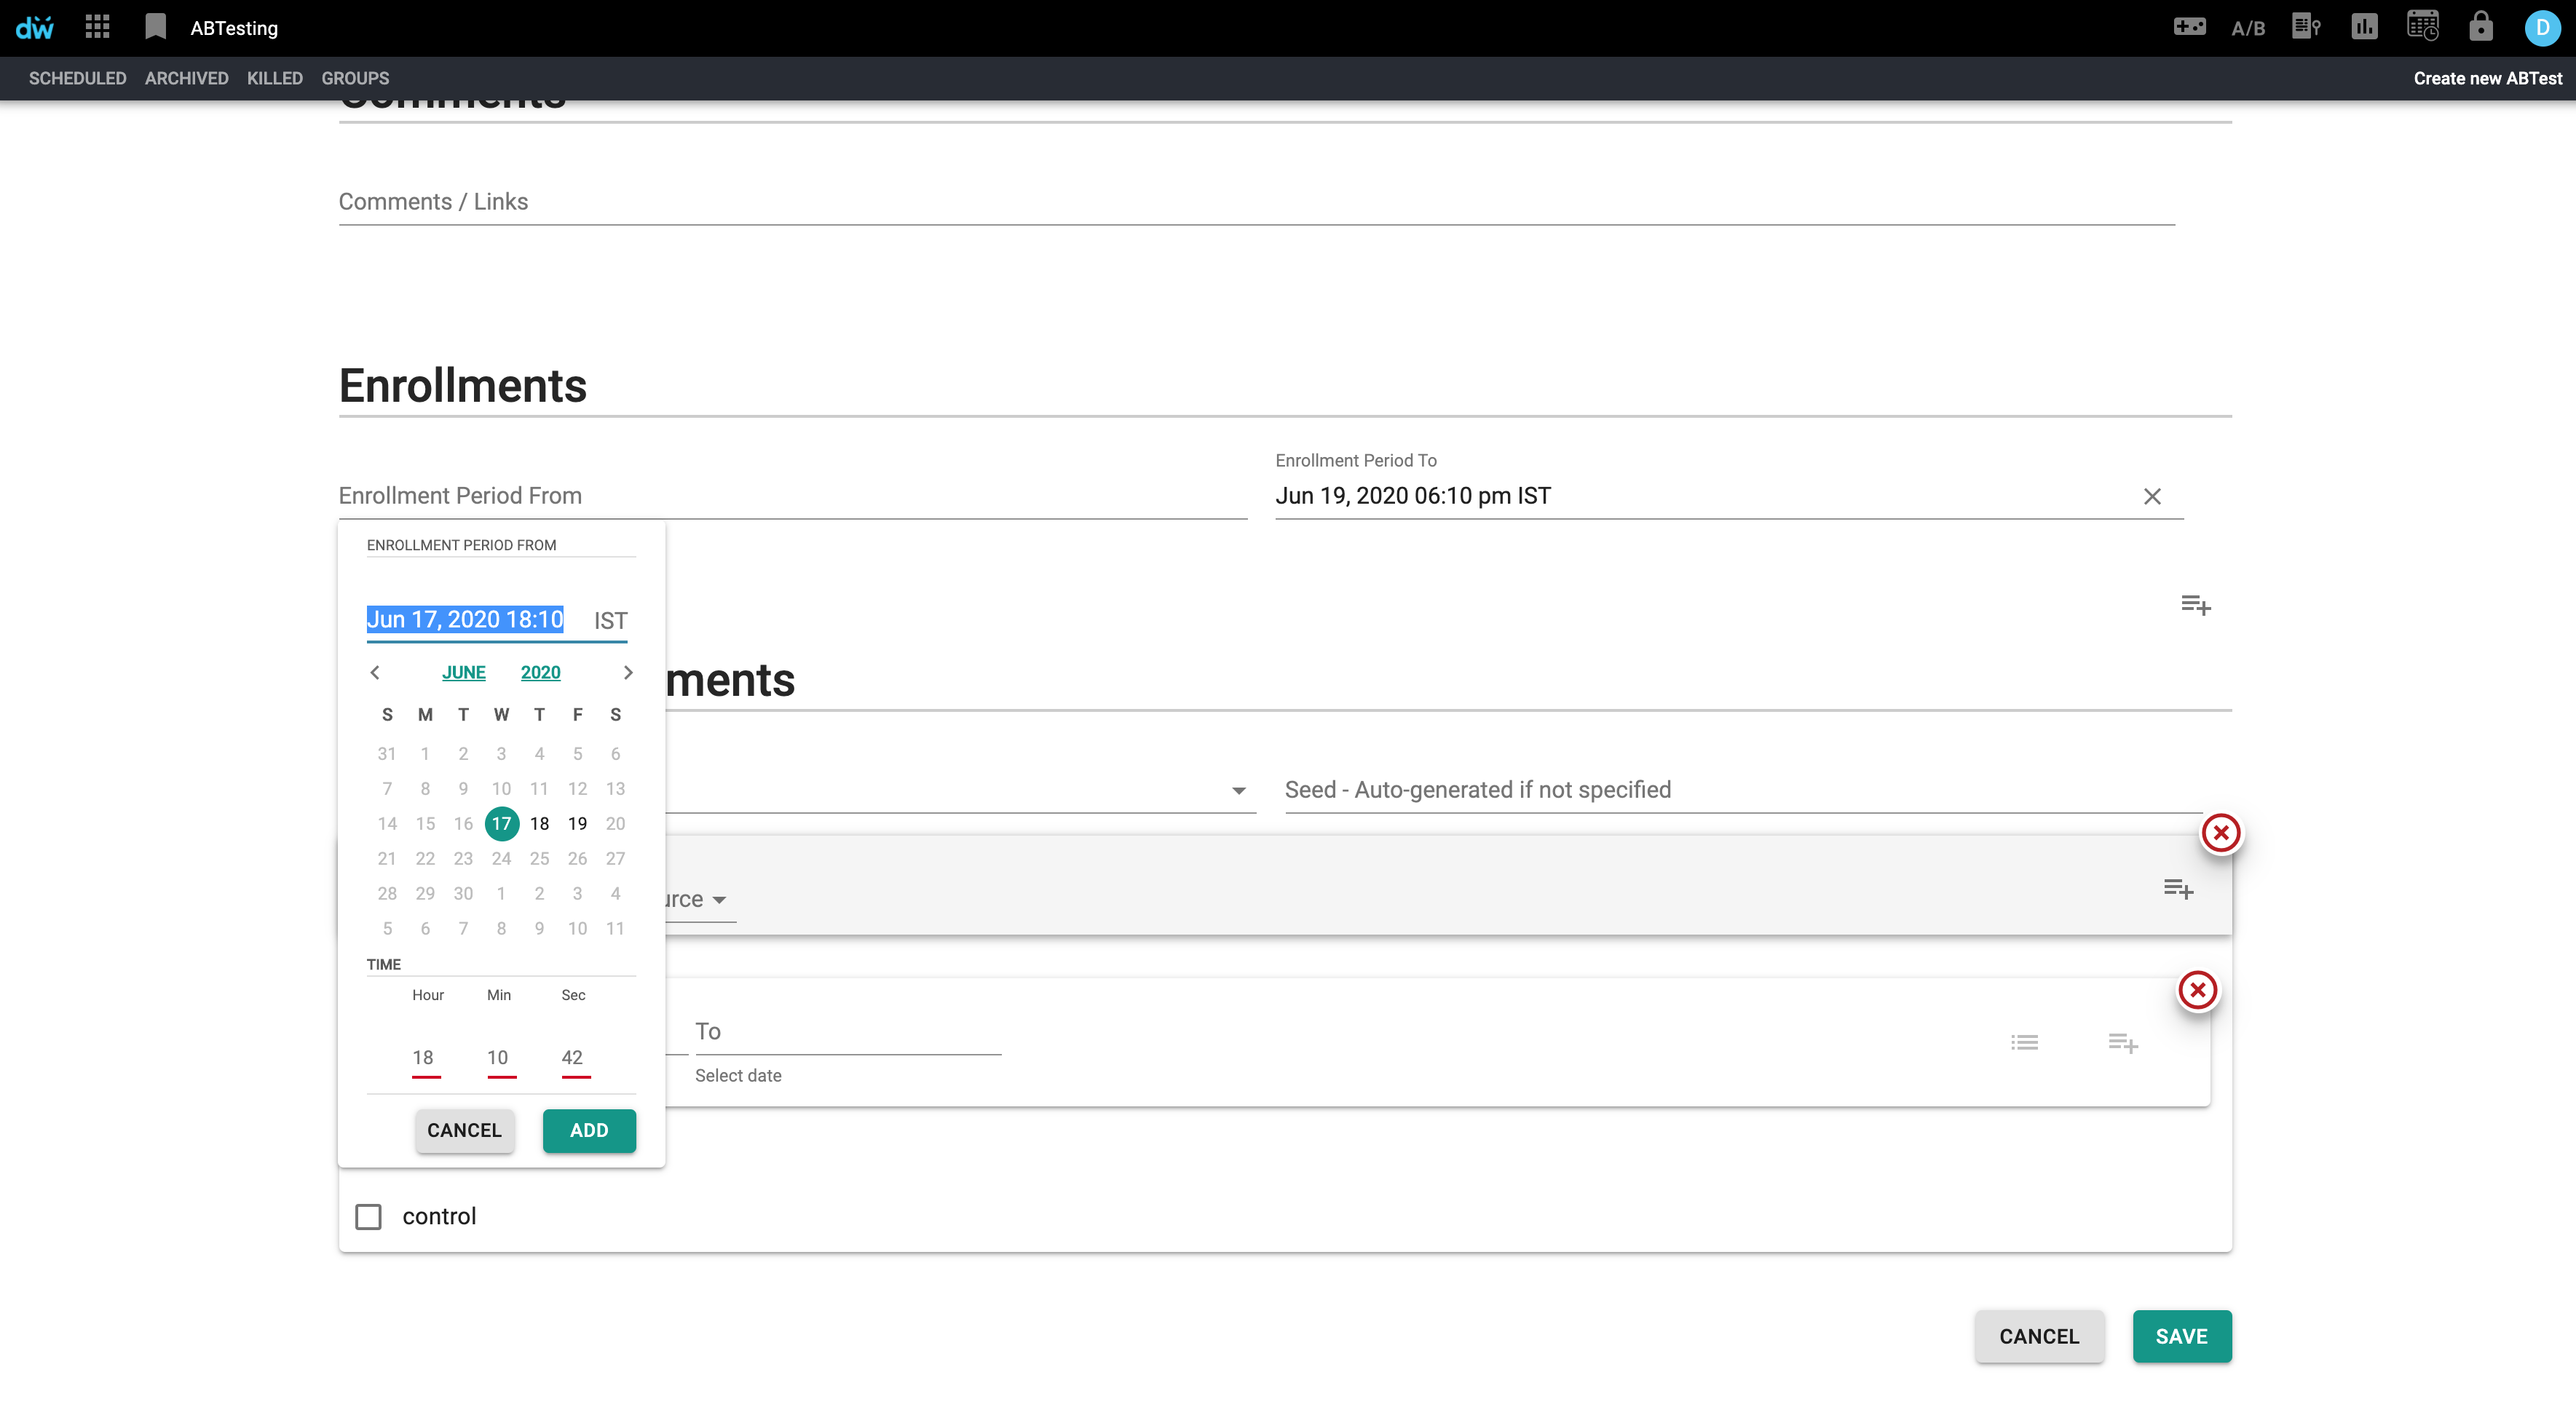 dw ABTesting A/B D
SCHEDULED ARCHIVED KILLED GROUPS Create new ABTest
Comments
Comments / Links
Enrollments
Enrollment Period To
Enrollment Period From
Jun 19, 2020 06:10 pm IST
ENROLLMENT PERIOD FROM
Jun 17, 2020 18:10 IST
JUNE 2020
S M T W T F S
31 1 2 3 4 5 6
7 8 9 10 11 12 13
14 15 16 17 18 19 20
21 22 23 24 25 26 27
28 29 30 1 2 3 4
5 6 7 8 9 10 11
TIME
Hour Min Sec
18 10 42
CANCEL ADD
ments
Seed - Auto-generated if not specified
urce
To
Select date
control
CANCEL SAVE